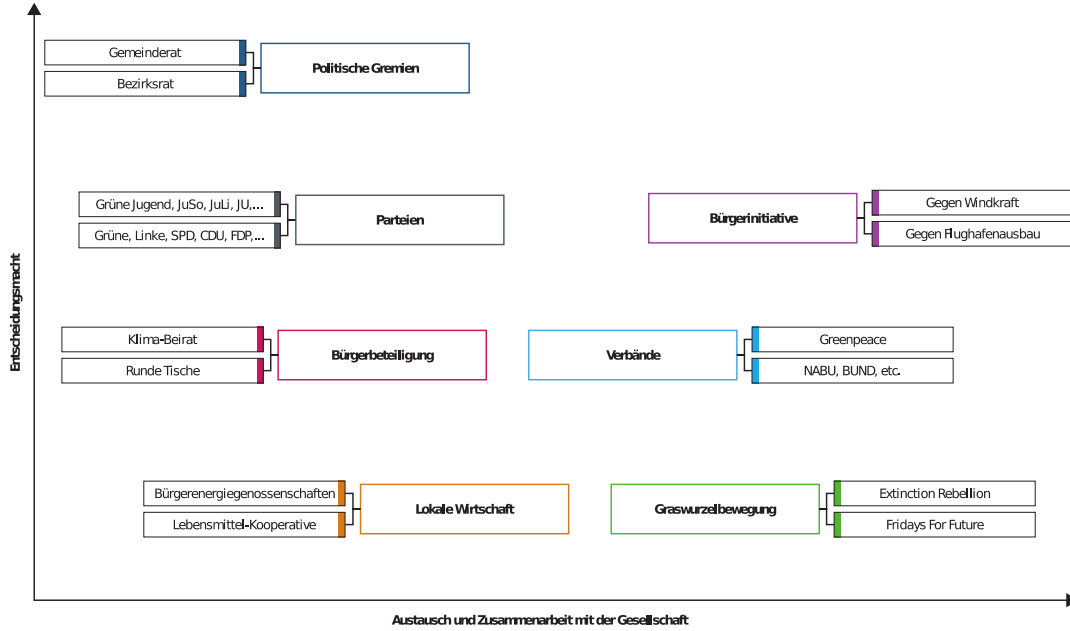 Gemeinderat
Bezirksrat
Politische Gremien
Grüne Jugend, JuSo, JuLi, JU,...
Grüne, Linke, SPD, CDU, FDP,...
Parteien
Bürgerinitiative
Gegen Windkraft
Gegen Flughafenausbau
Entscheidungsmacht
Klima-Beirat
Runde Tische
Bürgerbeteiligung
Verbände
Greenpeace
NABU, BUND, etc.
Bürgerenergiegenossenschaften
Lebensmittel-Kooperative
Lokale Wirtschaft
Graswurzelbewegung
Extinction Rebellion
Fridays For Future
Austausch und Zusammenarbeit mit der Gesellschaft